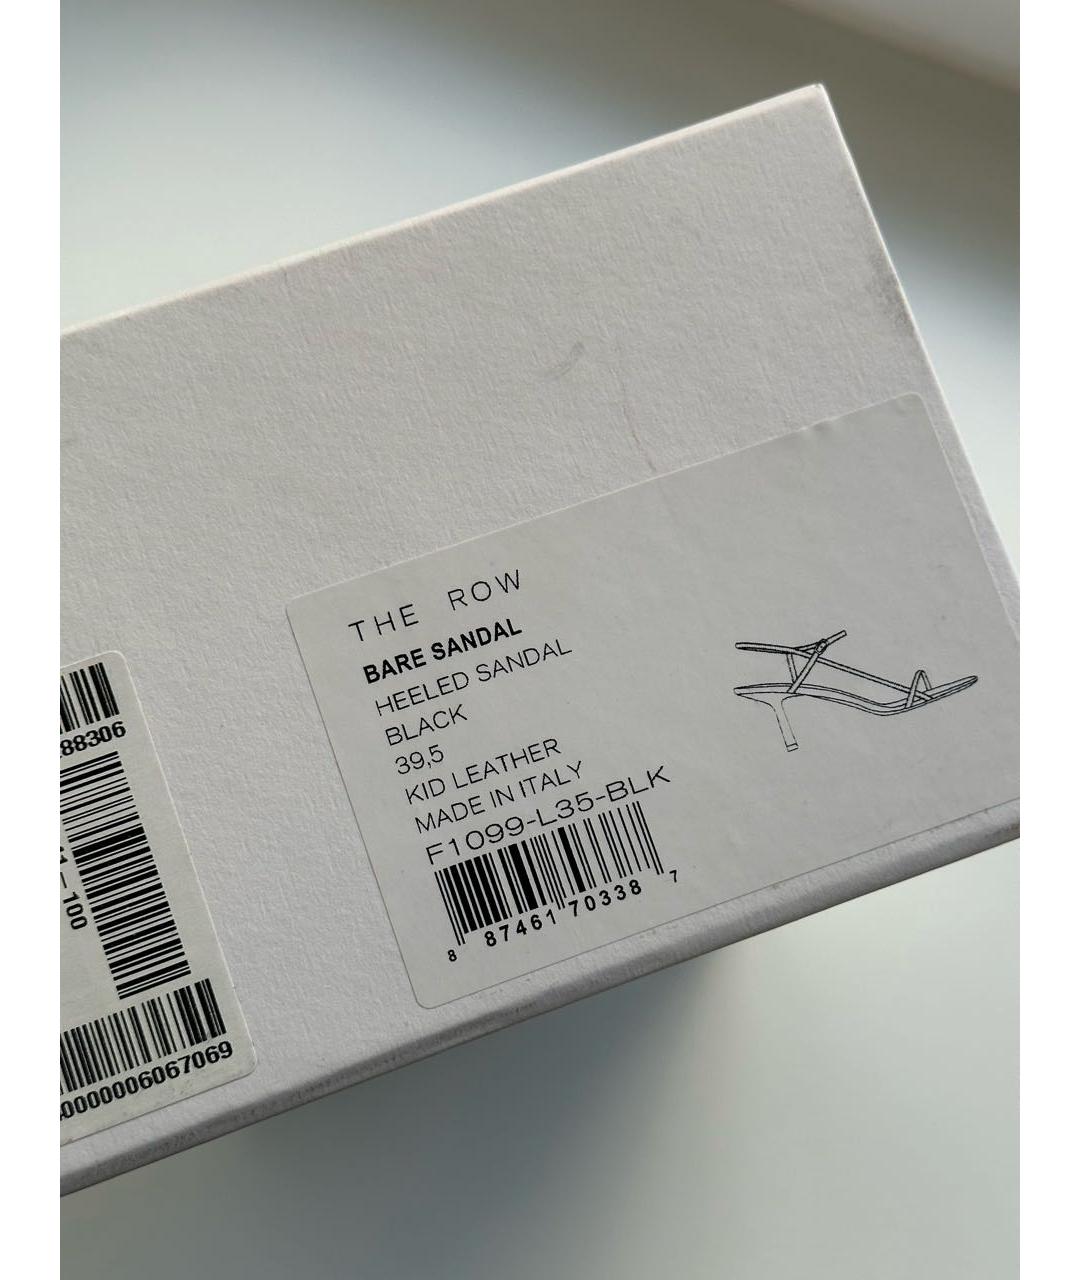 THE ROW
BARE SANDAL
HEELED SANDAL
BLACK
39,5
KID LEATHER
MADE IN ITALY
F1099-L35-BLK
8 87461 70338 7
88306
-100
0000006067069